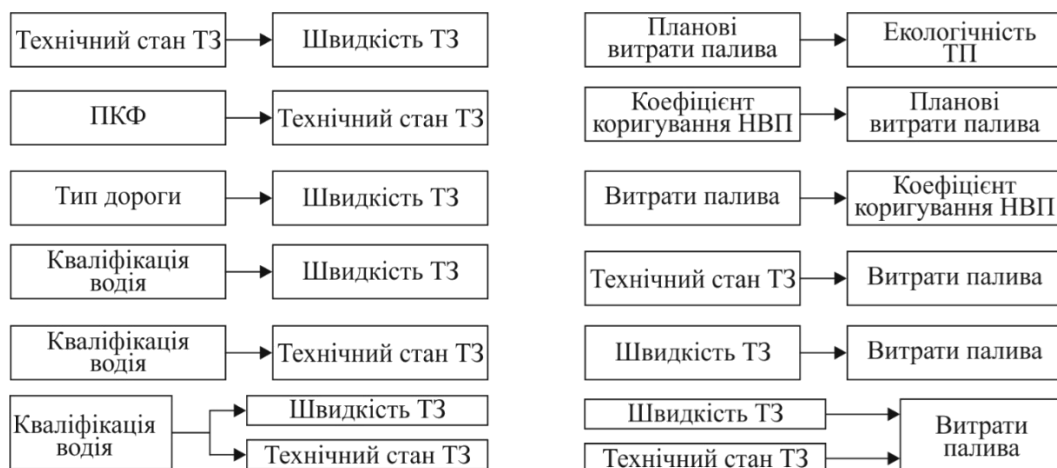 Технічний стан ТЗ
Швидкість ТЗ
ПКФ
Технічний стан ТЗ
Тип дороги
Швидкість ТЗ
Кваліфікація
водія
Швидкість ТЗ
Кваліфікація
водія
Технічний стан ТЗ
Кваліфікація
водія
Швидкість ТЗ
Технічний стан ТЗ
Планові
витрати палива
Екологічність
ТП
Коефіцієнт
коригування НВП
Планові
витрати палива
Витрати палива
Коефіцієнт
коригування НВП
Технічний стан ТЗ
Витрати палива
Швидкість ТЗ
Витрати палива
Швидкість ТЗ
Технічний стан ТЗ
Витрати
палива